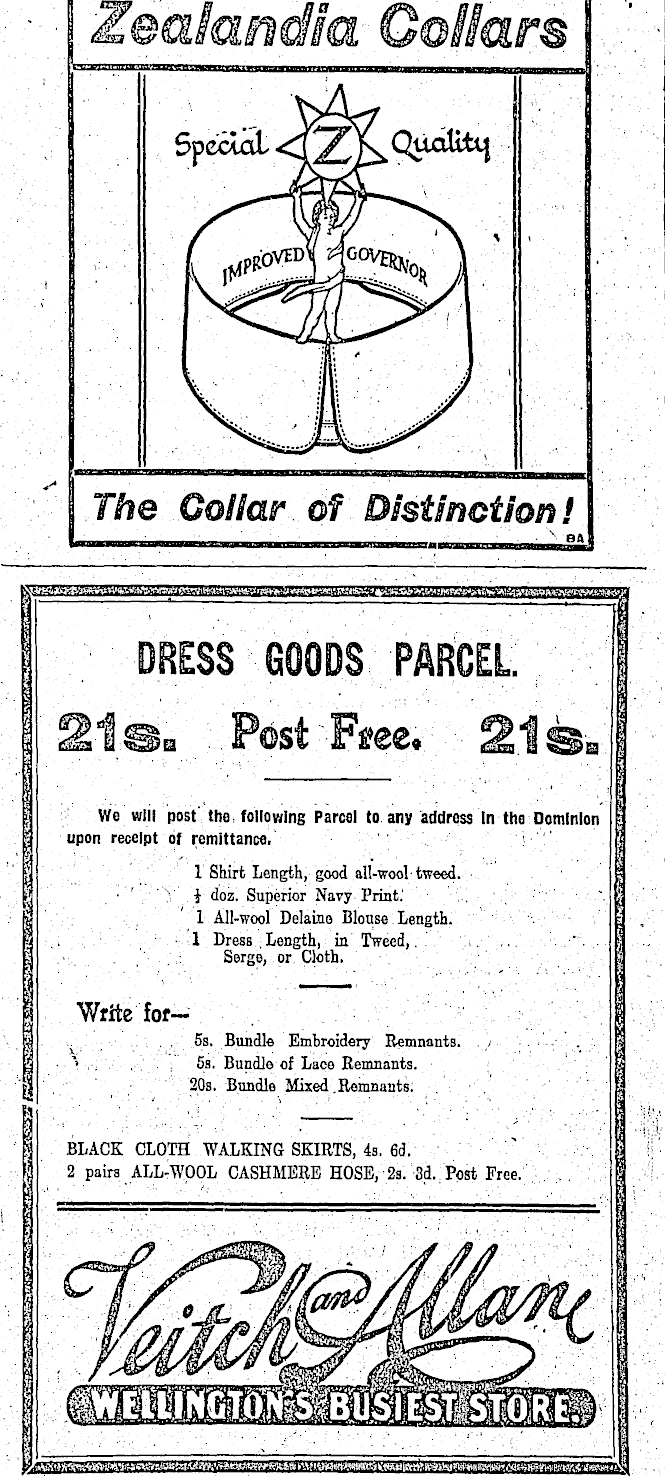 Zealandia Collars
Special Z Quality
IMPROVED GOVERNOR
The Collar of Distinction!
BA
DRESS GOODS PARCEL.
21s. Post Free. 21s.
We will post the following Parcel to any address in the Dominion
upon receipt of remittance.
1 Shirt Length, good all-wool tweed.
½ doz. Superior Navy Print.
1 All-wool Delaine Blouse Length.
1 Dress Length, in Tweed,
Serge, or Cloth.
Write for—
5s. Bundle Embroidery Remnants.
5s. Bundle of Lace Remnants.
20s. Bundle Mixed Remnants.
BLACK CLOTH WALKING SKIRTS, 4s. 6d.
2 pairs ALL-WOOL CASHMERE HOSE, 2s. 3d. Post Free.
Veitch and Allan
WELLINGTON'S BUSIEST STORE.